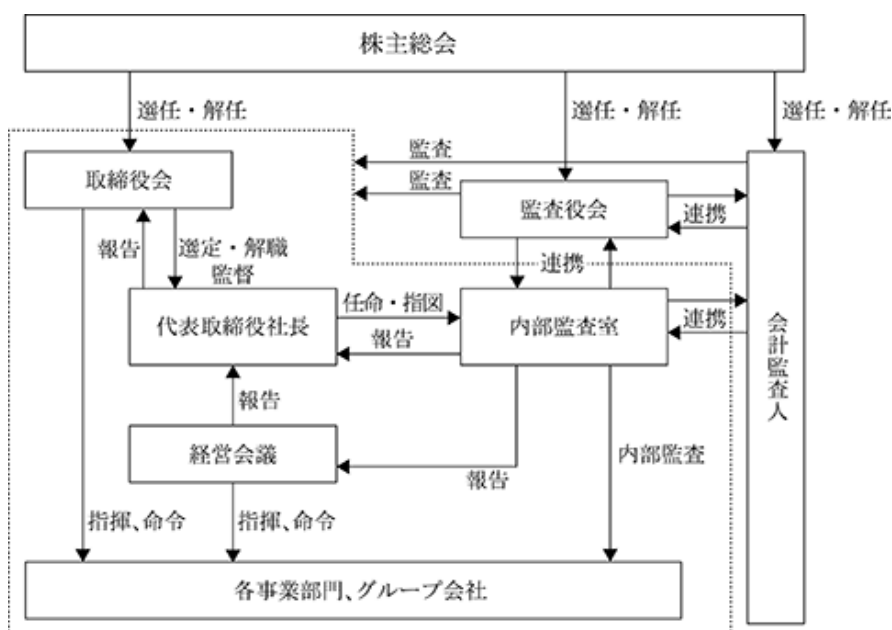 株主総会
選任・解任
選任・解任
選任・解任
監査
取締役会
監査
監査役会
連携
報告
選定・解職
監督
連携
代表取締役社長
任命・指図
内部監査室
連携
報告
会計監査人
報告
経営会議
報告
内部監査
指揮、命令
指揮、命令
各事業部門、グループ会社